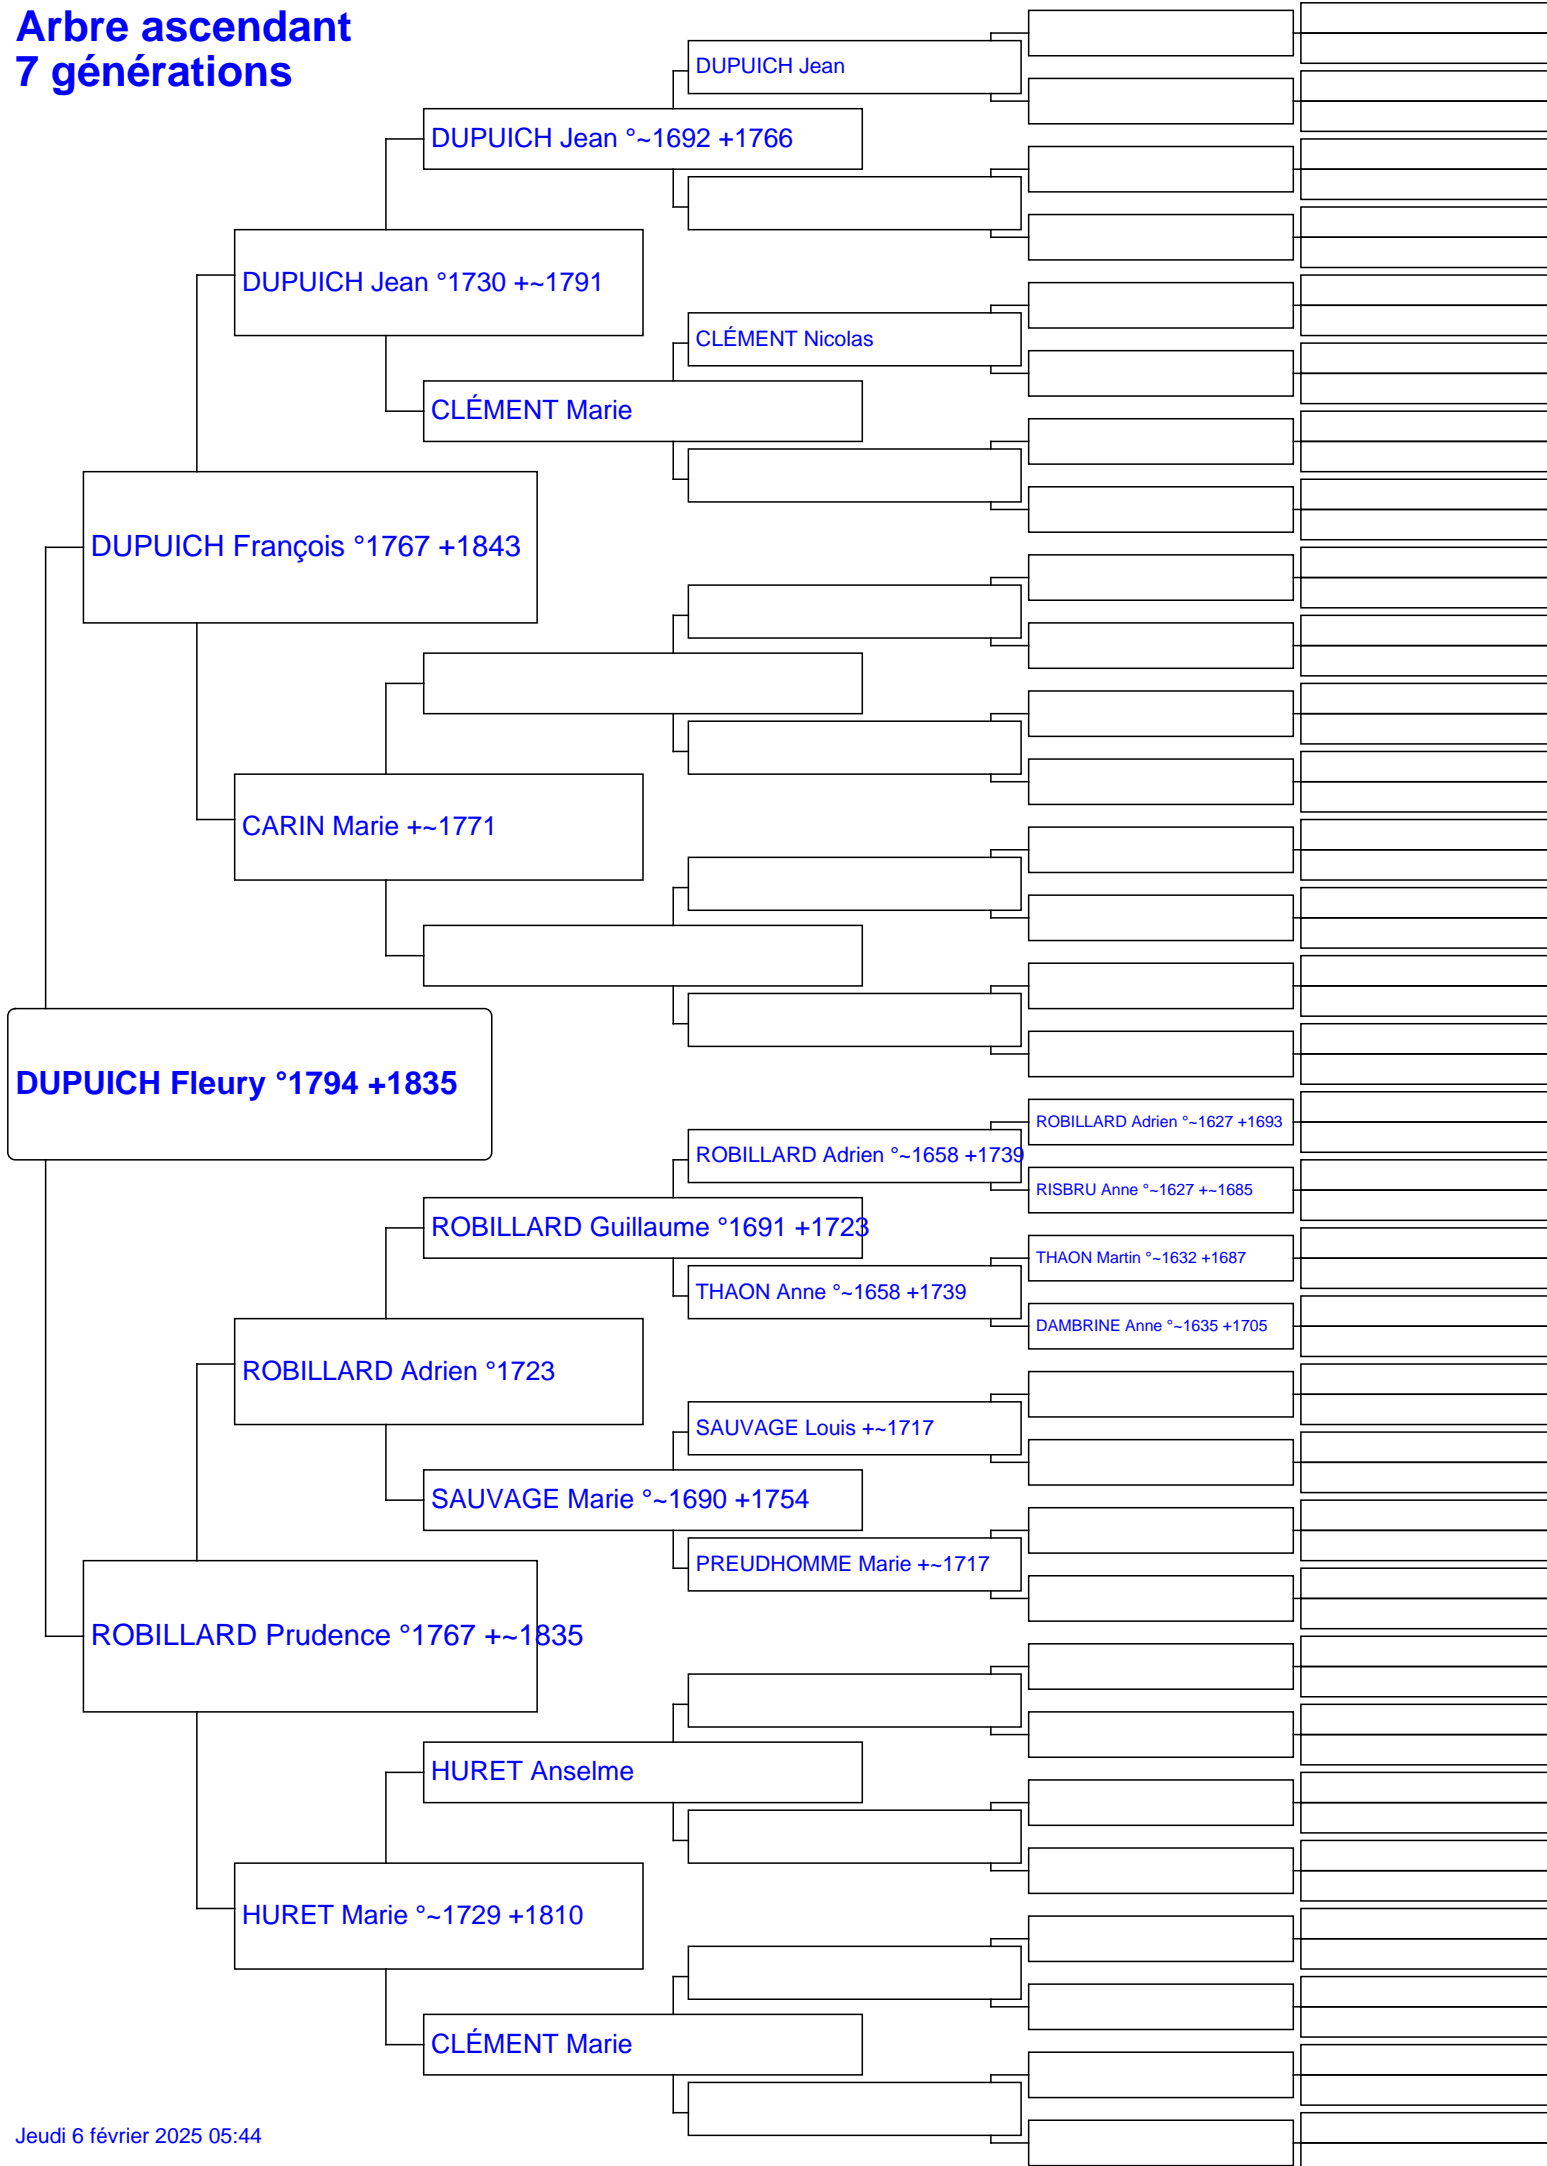 Arbre ascendant
7 générations
DUPUICH Jean
DUPUICH Jean °~1692 +1766
DUPUICH Jean °1730 +~1791
CLÉMENT Nicolas
CLÉMENT Marie
DUPUICH François °1767 +1843
CARIN Marie +~1771
DUPUICH Fleury °1794 +1835
ROBILLARD Adrien °~1627 +1693
ROBILLARD Adrien °~1658 +1739
RISBRU Anne °~1627 +~1685
ROBILLARD Guillaume °1691 +1723
THAON Martin °~1632 +1687
THAON Anne °~1658 +1739
DAMBRINE Anne °~1635 +1705
ROBILLARD Adrien °1723
SAUVAGE Louis +~1717
SAUVAGE Marie °~1690 +1754
PREUDHOMME Marie +~1717
ROBILLARD Prudence °1767 +~1835
HURET Anselme
HURET Marie °~1729 +1810
CLÉMENT Marie
Jeudi 6 février 2025 05:44